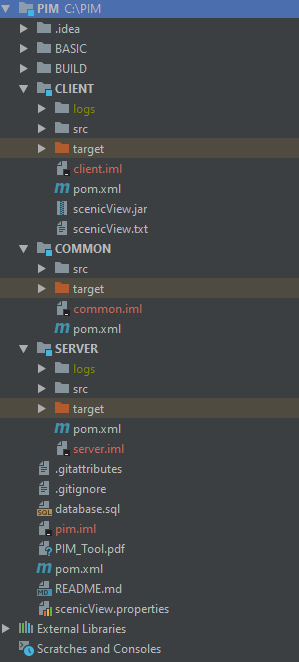 PIM C:\PIM
.idea
BASIC
BUILD
CLIENT
logs
src
target
client.iml
pom.xml
scenicView.jar
scenicView.txt
COMMON
src
target
common.iml
pom.xml
SERVER
logs
src
target
pom.xml
server.iml
.gitattributes
.gitignore
database.sql
pim.iml
PIM_Tool.pdf
pom.xml
README.md
scenicView.properties
External Libraries
Scratches and Consoles